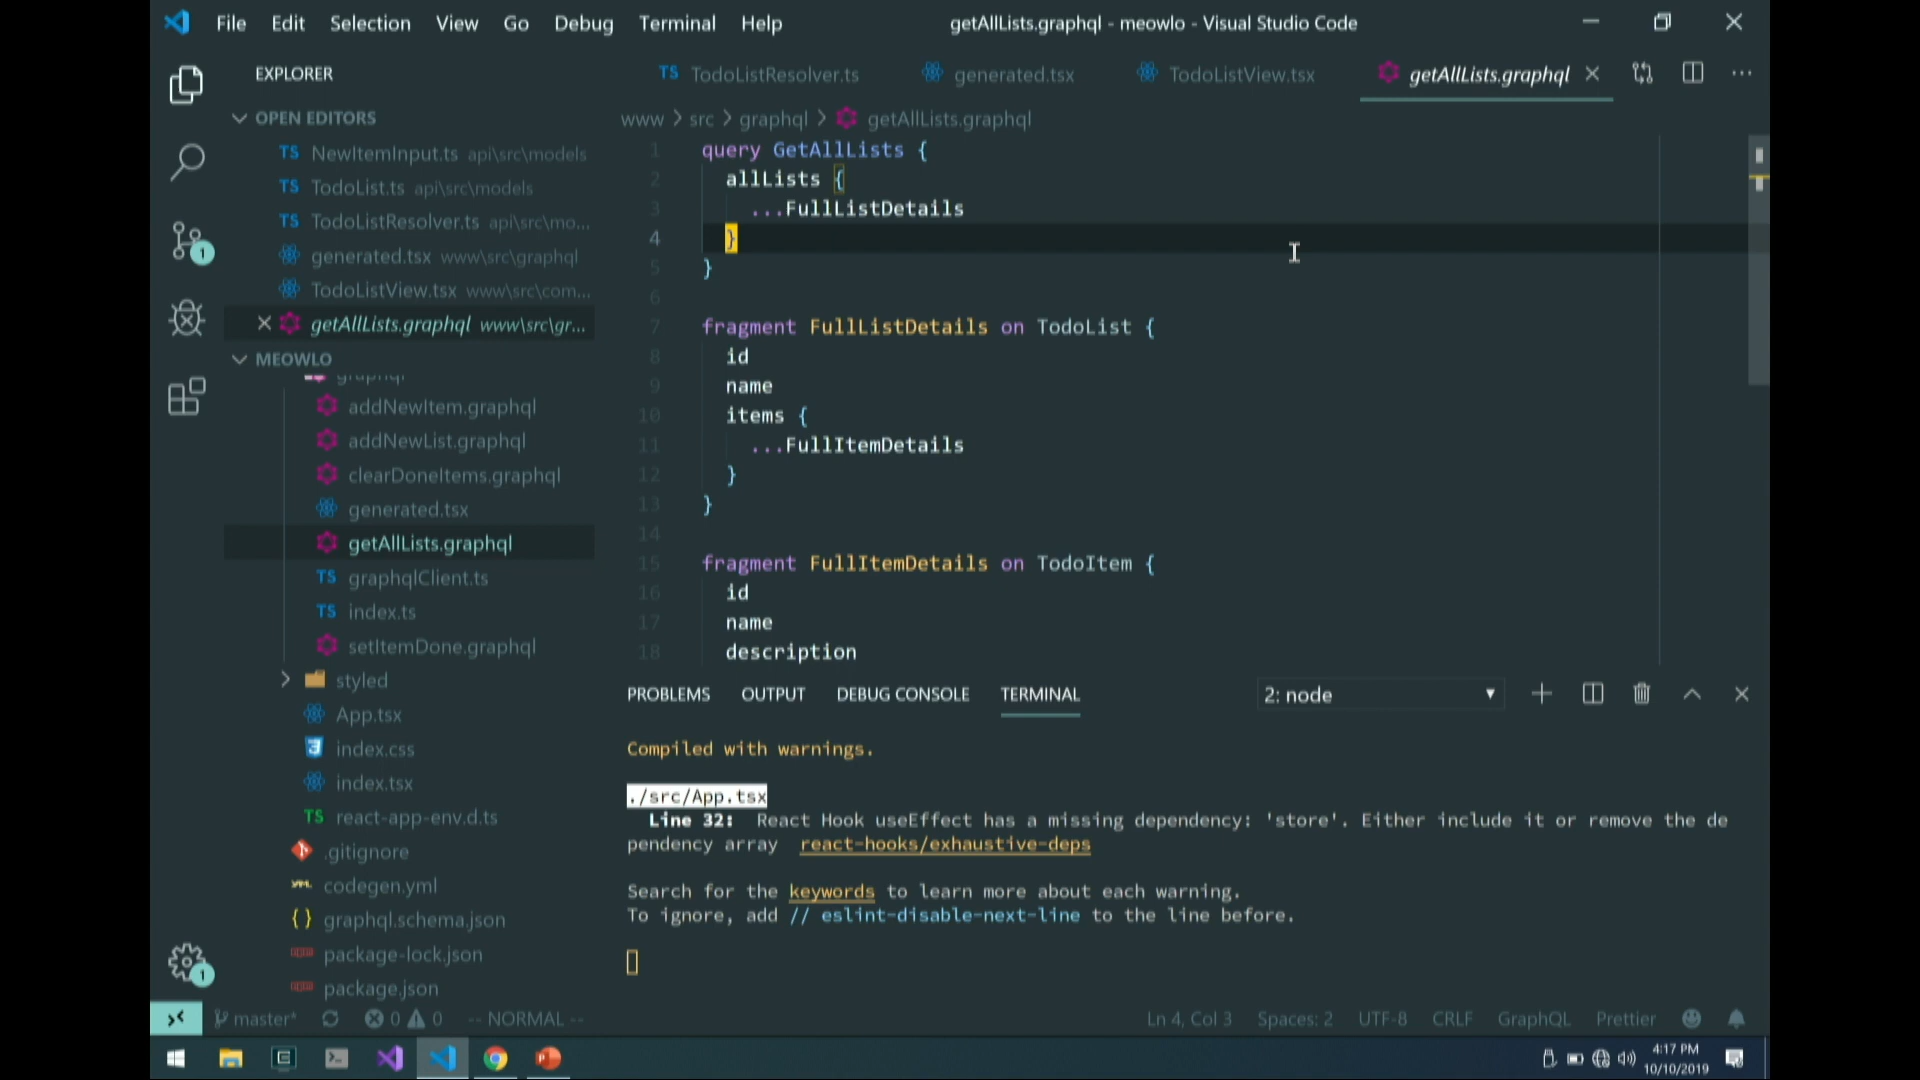 File Edit Selection View Go Debug Terminal Help
getAllLists.graphql - meowlo - Visual Studio Code
EXPLORER
OPEN EDITORS
TS NewItemInput.ts api\src\models
TS TodoList.ts api\src\models
TS TodoListResolver.ts api\src\mo...
generated.tsx www\src\graphql
TodoListView.tsx www\src\com...
getAllLists.graphql www\src\gr...
MEOWLO
graphql
addNewItem.graphql
addNewList.graphql
clearDoneItems.graphql
generated.tsx
getAllLists.graphql
TS graphqlClient.ts
TS index.ts
setItemDone.graphql
styled
App.tsx
index.css
index.tsx
TS react-app-env.d.ts
.gitignore
codegen.yml
{ } graphql.schema.json
package-lock.json
package.json
TS TodoListResolver.ts generated.tsx TodoListView.tsx getAllLists.graphql
www > src > graphql > getAllLists.graphql
1 query GetAllLists {
2 allLists {
3 ...FullListDetails
4 }
5 }
6
7 fragment FullListDetails on TodoList {
8 id
9 name
10 items {
11 ...FullItemDetails
12 }
13 }
14
15 fragment FullItemDetails on TodoItem {
16 id
17 name
18 description
PROBLEMS OUTPUT DEBUG CONSOLE TERMINAL 2: node
Compiled with warnings.
./src/App.tsx
Line 32: React Hook useEffect has a missing dependency: 'store'. Either include it or remove the de
pendency array react-hooks/exhaustive-deps
Search for the keywords to learn more about each warning.
To ignore, add // eslint-disable-next-line to the line before.
master* 0 0 -- NORMAL -- Ln 4, Col 3 Spaces: 2 UTF-8 CRLF GraphQL Prettier
1
1
4:17 PM
10/10/2019